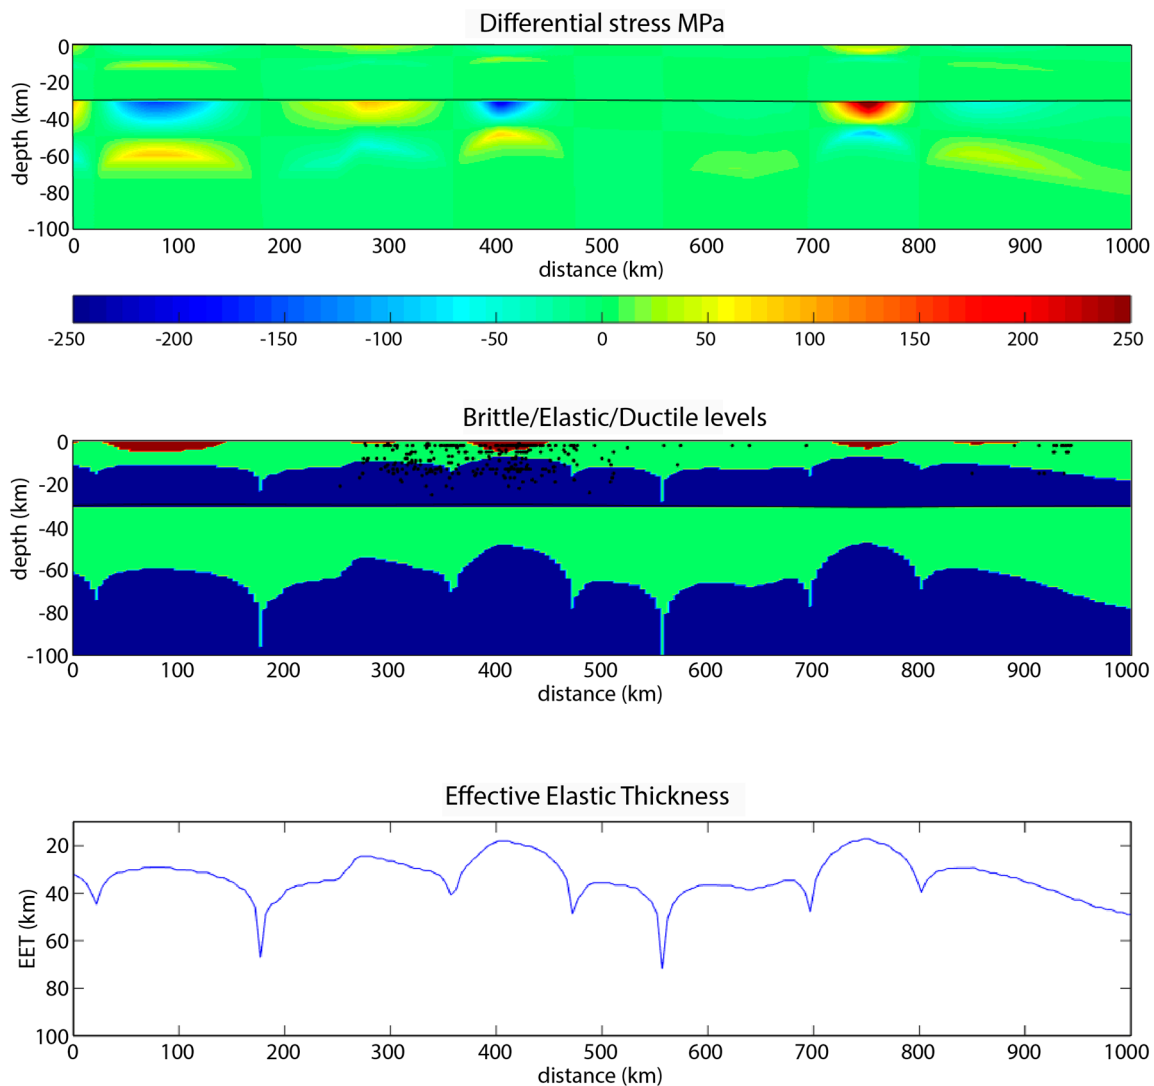 Differential stress MPa
0
-20
-40
-60
-80
-100
depth (km)
0 100 200 300 400 500 600 700 800 900 1000
distance (km)
-250 -200 -150 -100 -50 0 50 100 150 200 250
Brittle/Elastic/Ductile levels
0
-20
-40
-60
-80
-100
depth (km)
0 100 200 300 400 500 600 700 800 900 1000
distance (km)
Effective Elastic Thickness
20
40
60
80
100
EET (km)
0 100 200 300 400 500 600 700 800 900 1000
distance (km)